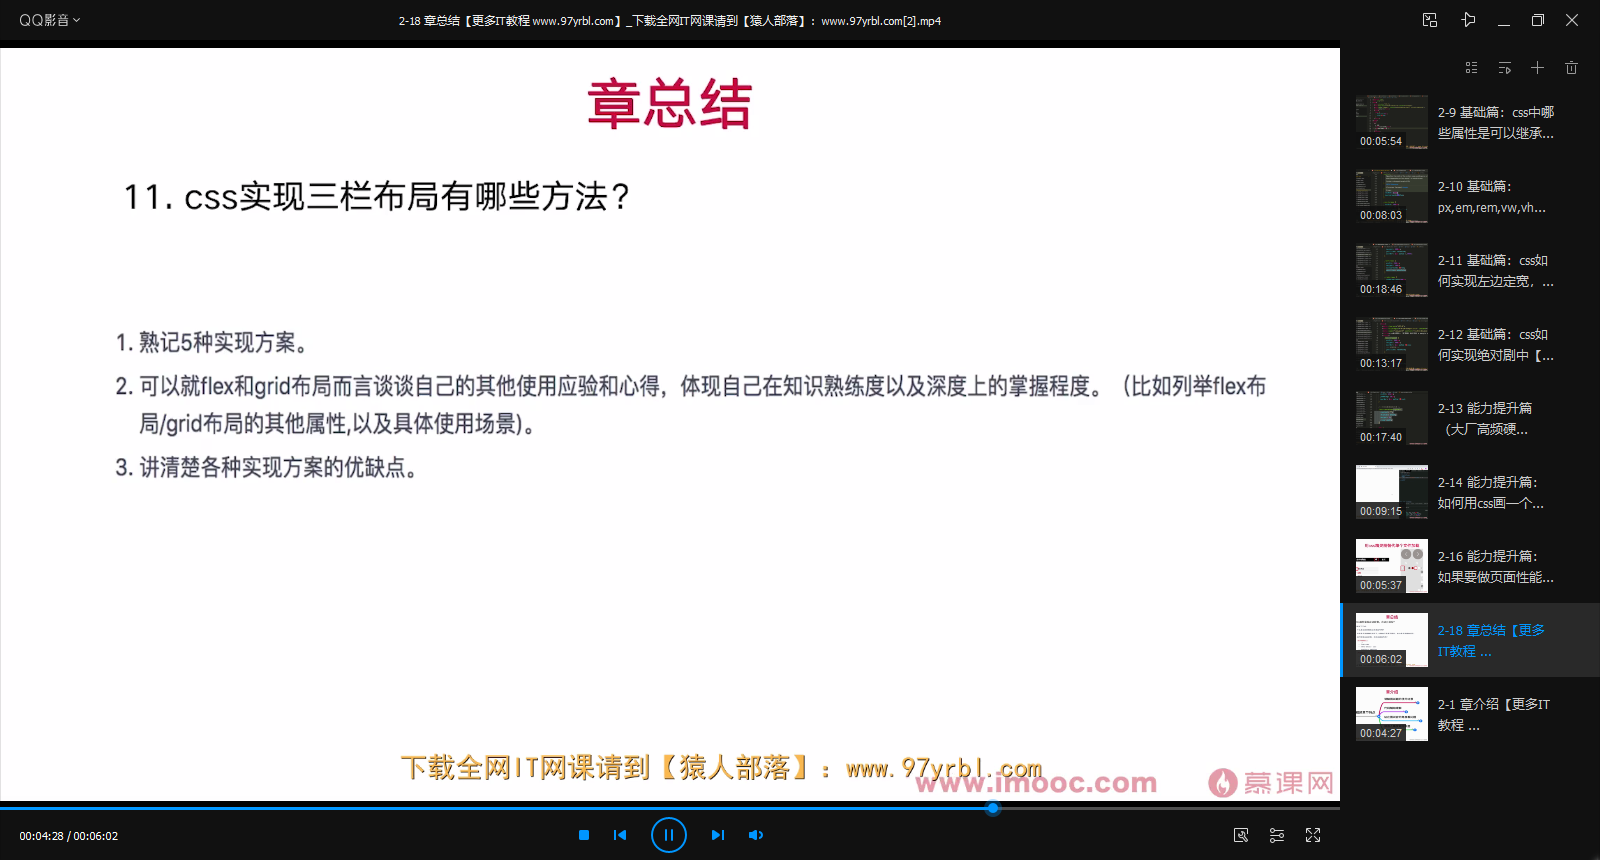 QQ影音
2-18 章总结【更多IT教程 www.97yrbl.com】_下载全网IT网课请到【猿人部落】：www.97yrbl.com[2].mp4
章总结
11. css实现三栏布局有哪些方法？
1. 熟记5种实现方案。
2. 可以就flex和grid布局而言谈谈自己的其他使用应验和心得，体现自己在知识熟练度以及深度上的掌握程度。（比如列举flex布
局/grid布局的其他属性,以及具体使用场景)。
3. 讲清楚各种实现方案的优缺点。
下载全网IT网课请到【猿人部落】：www.97yrbl.com
www.imooc.com
慕课网
00:04:28 / 00:06:02
00:05:54
2-9 基础篇：css中哪
些属性是可以继承...
00:08:03
2-10 基础篇：
px,em,rem,vw,vh...
00:18:46
2-11 基础篇：css如
何实现左边定宽，...
00:13:17
2-12 基础篇：css如
何实现绝对剧中【...
00:17:40
2-13 能力提升篇
（大厂高频硬...
00:09:15
2-14 能力提升篇：
如何用css画一个...
00:05:37
2-16 能力提升篇：
如果要做页面性能...
章总结
00:06:02
2-18 章总结【更多
IT教程 ...
章介绍
00:04:27
2-1 章介绍【更多IT
教程 ...